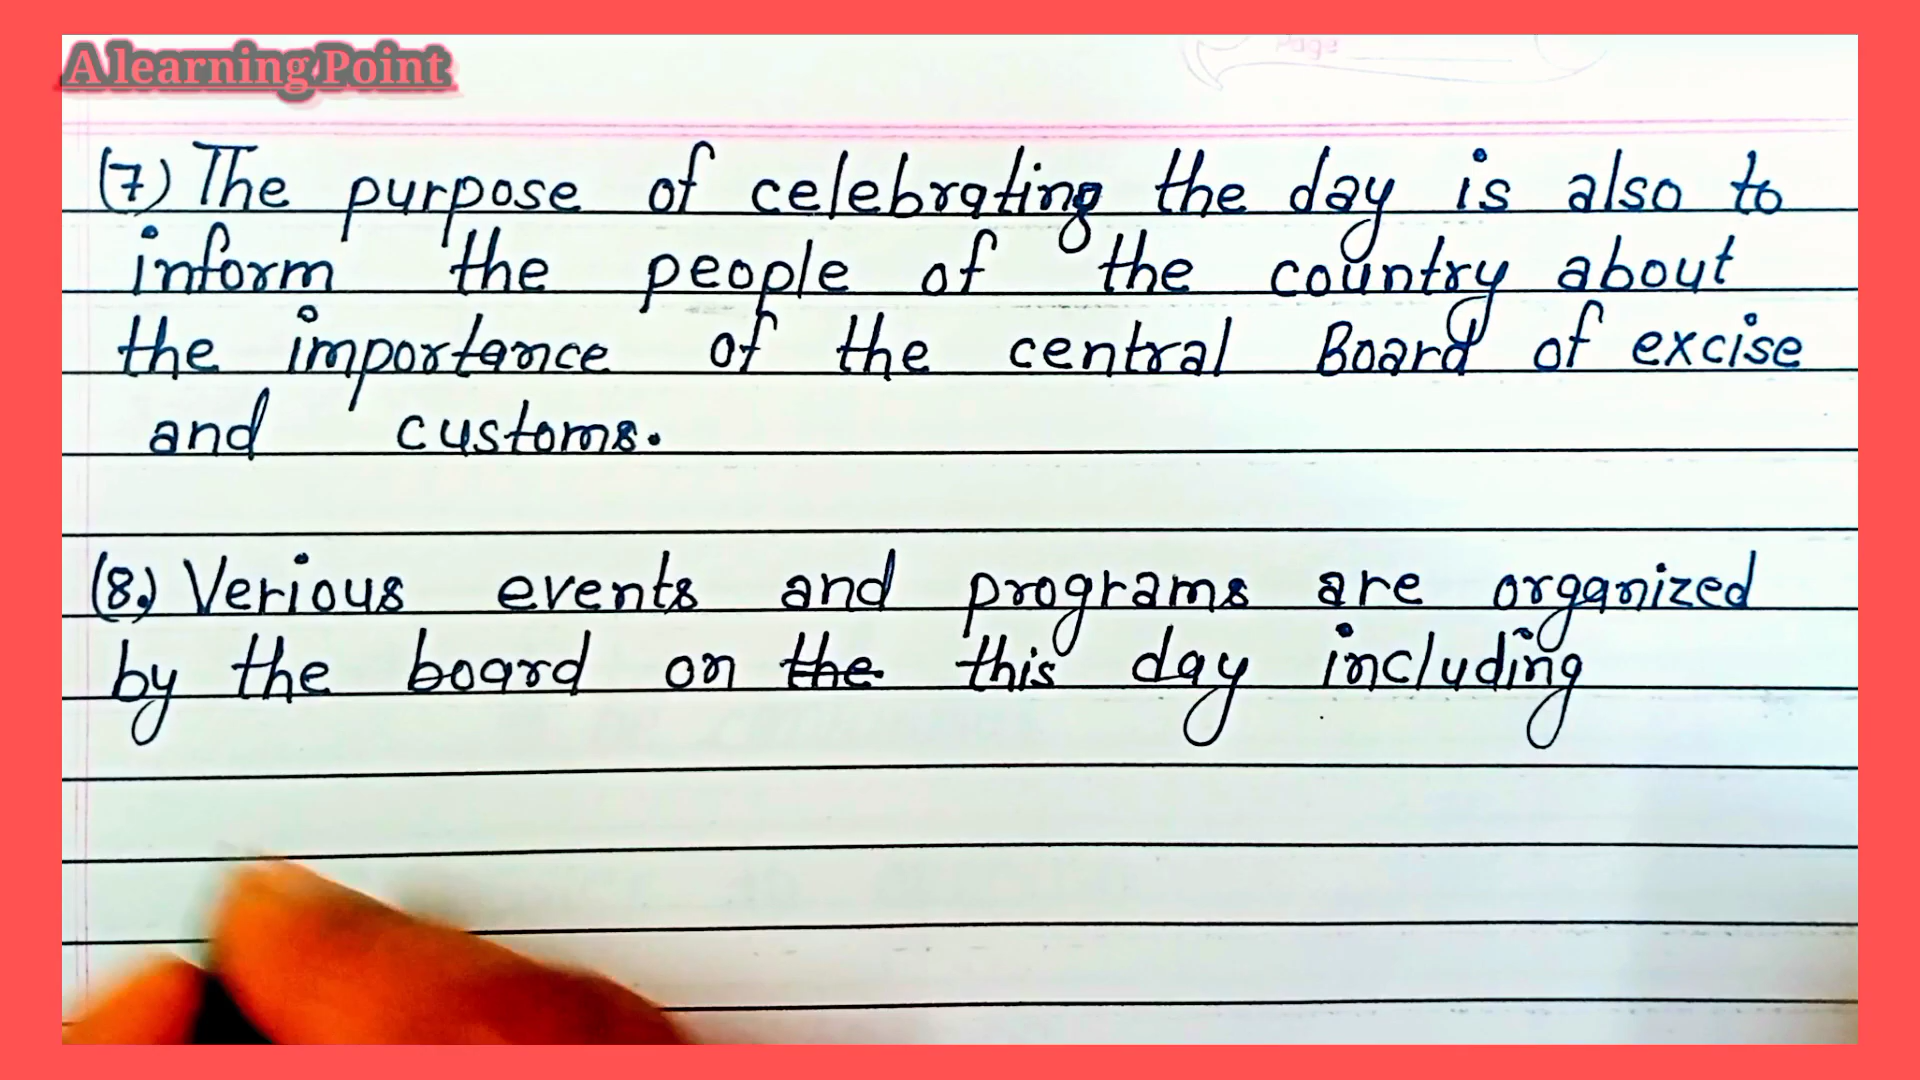 A learning Point
Page
(7) The purpose of celebrating the day is also to
inform the people of the country about
the importance of the central Board of excise
and customs.
(8.) Verious events and programs are organized
by the board on the this day including